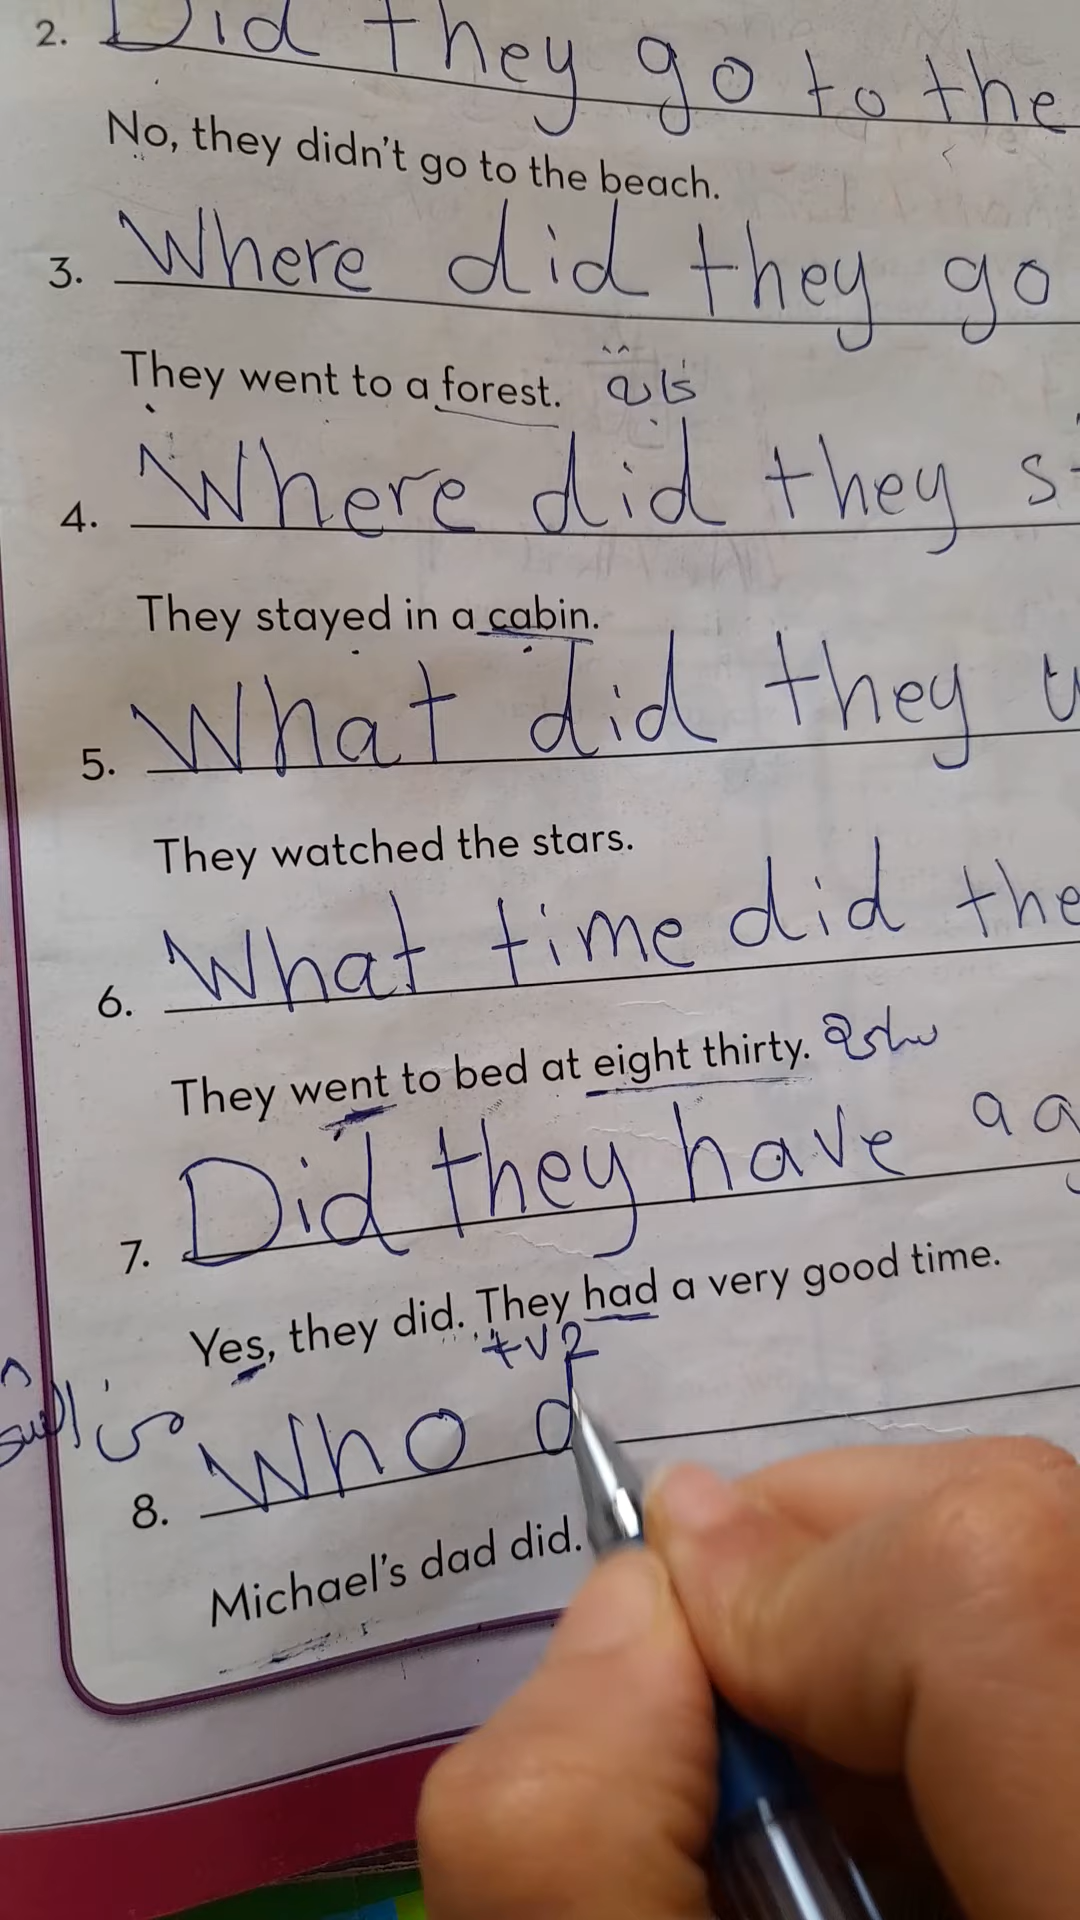 2. Did they go to the
No, they didn't go to the beach.
3. Where did they go
They went to a forest. غابة
4. Where did they s
They stayed in a cabin.
5. What did they
They watched the stars.
6. What time did the
They went to bed at eight thirty.
7. Did they have a g
Yes, they did. They had a very good time.
+v2
8. Who d
Michael's dad did.